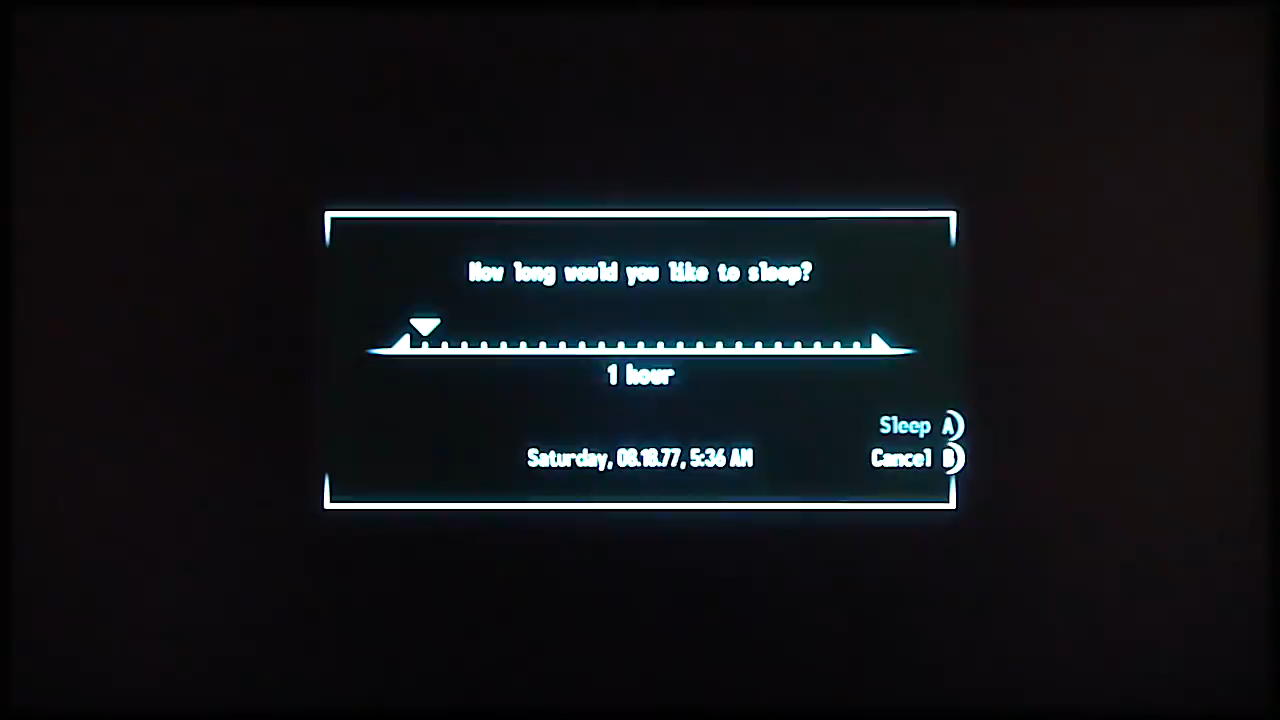 How long would you like to sleep?
1 hour
Sleep A)
Cancel B)
Saturday, 08.18.77, 5:36 AM